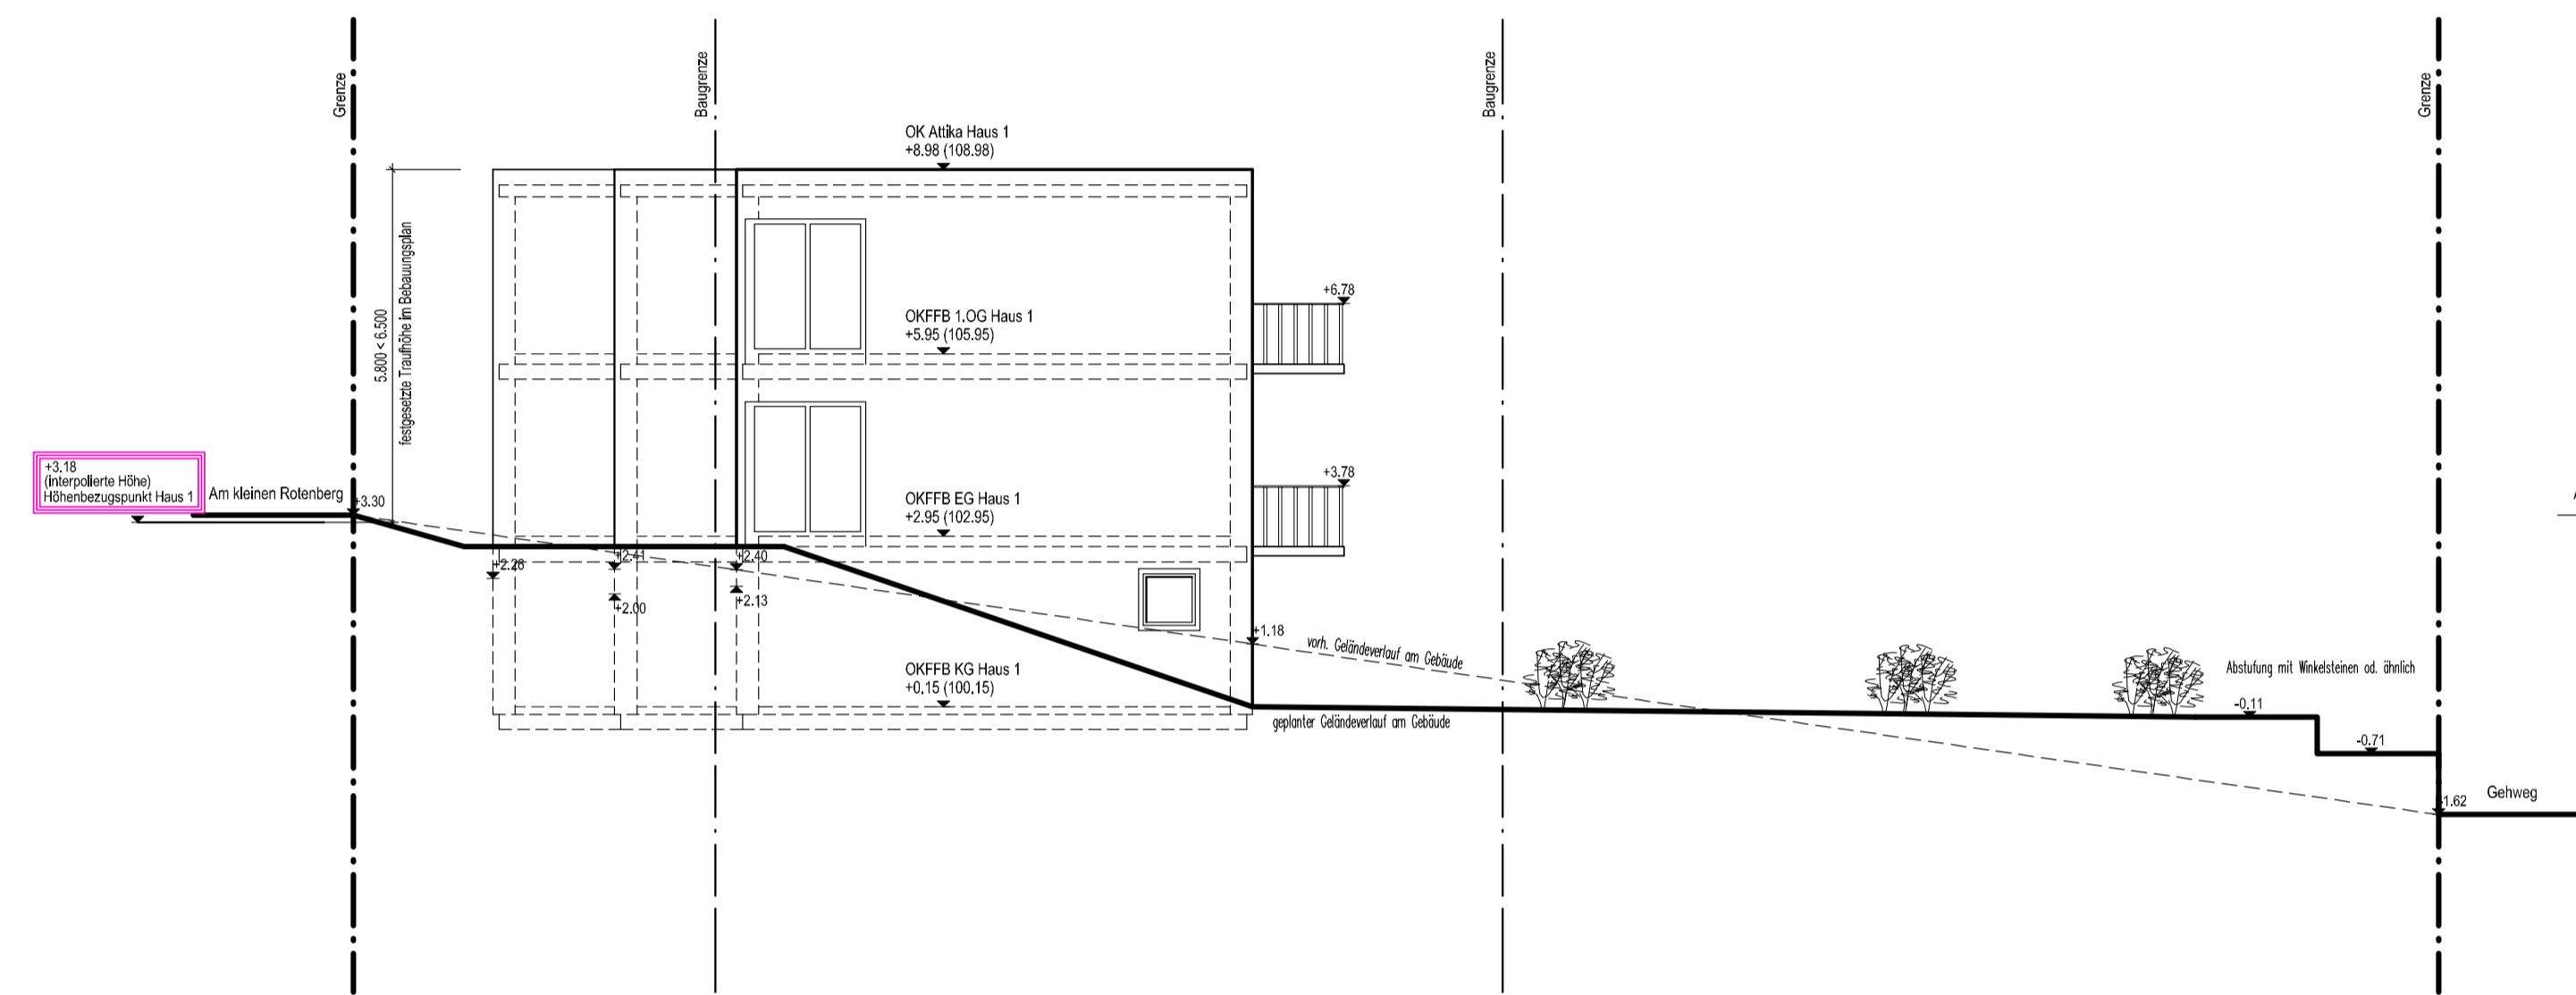 Grenze
Baugrenze
Baugrenze
Grenze
OK Attika Haus 1
+8.98 (108.98)
5.800 < 6.500
festgesetzte Traufhöhe im Bebauungsplan
+6.78
OKFFB 1.OG Haus 1
+5.95 (105.95)
+3.18
(interpolierte Höhe)
Höhenbezugspunkt Haus 1
Am kleinen Rotenberg
+3.30
+3.78
OKFFB EG Haus 1
+2.95 (102.95)
+2.41
+2.40
+2.26
+2.00
+2.13
+1.18
vorh. Geländeverlauf am Gebäude
OKFFB KG Haus 1
+0.15 (100.15)
geplanter Geländeverlauf am Gebäude
Abstufung mit Winkelsteinen od. ähnlich
-0.11
-0.71
-1.62
Gehweg